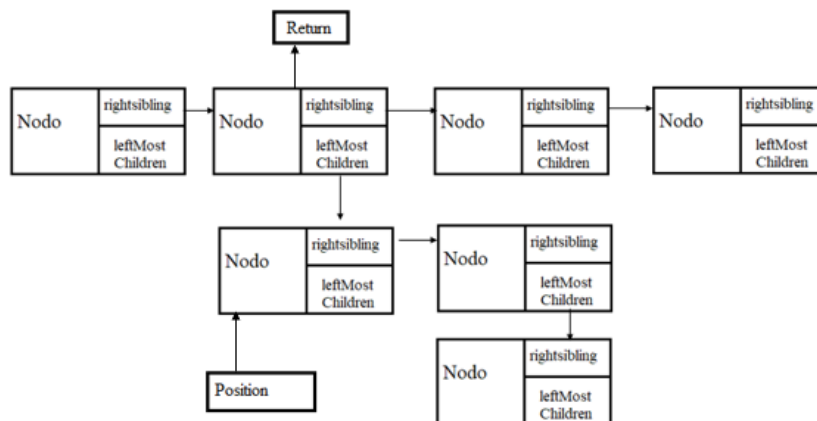 Return
Nodo
rightsibling
leftMost
Children
Nodo
rightsibling
leftMost
Children
Nodo
rightsibling
leftMost
Children
Nodo
rightsibling
leftMost
Children
Nodo
rightsibling
leftMost
Children
Nodo
rightsibling
leftMost
Children
Position
Nodo
rightsibling
leftMost
Children